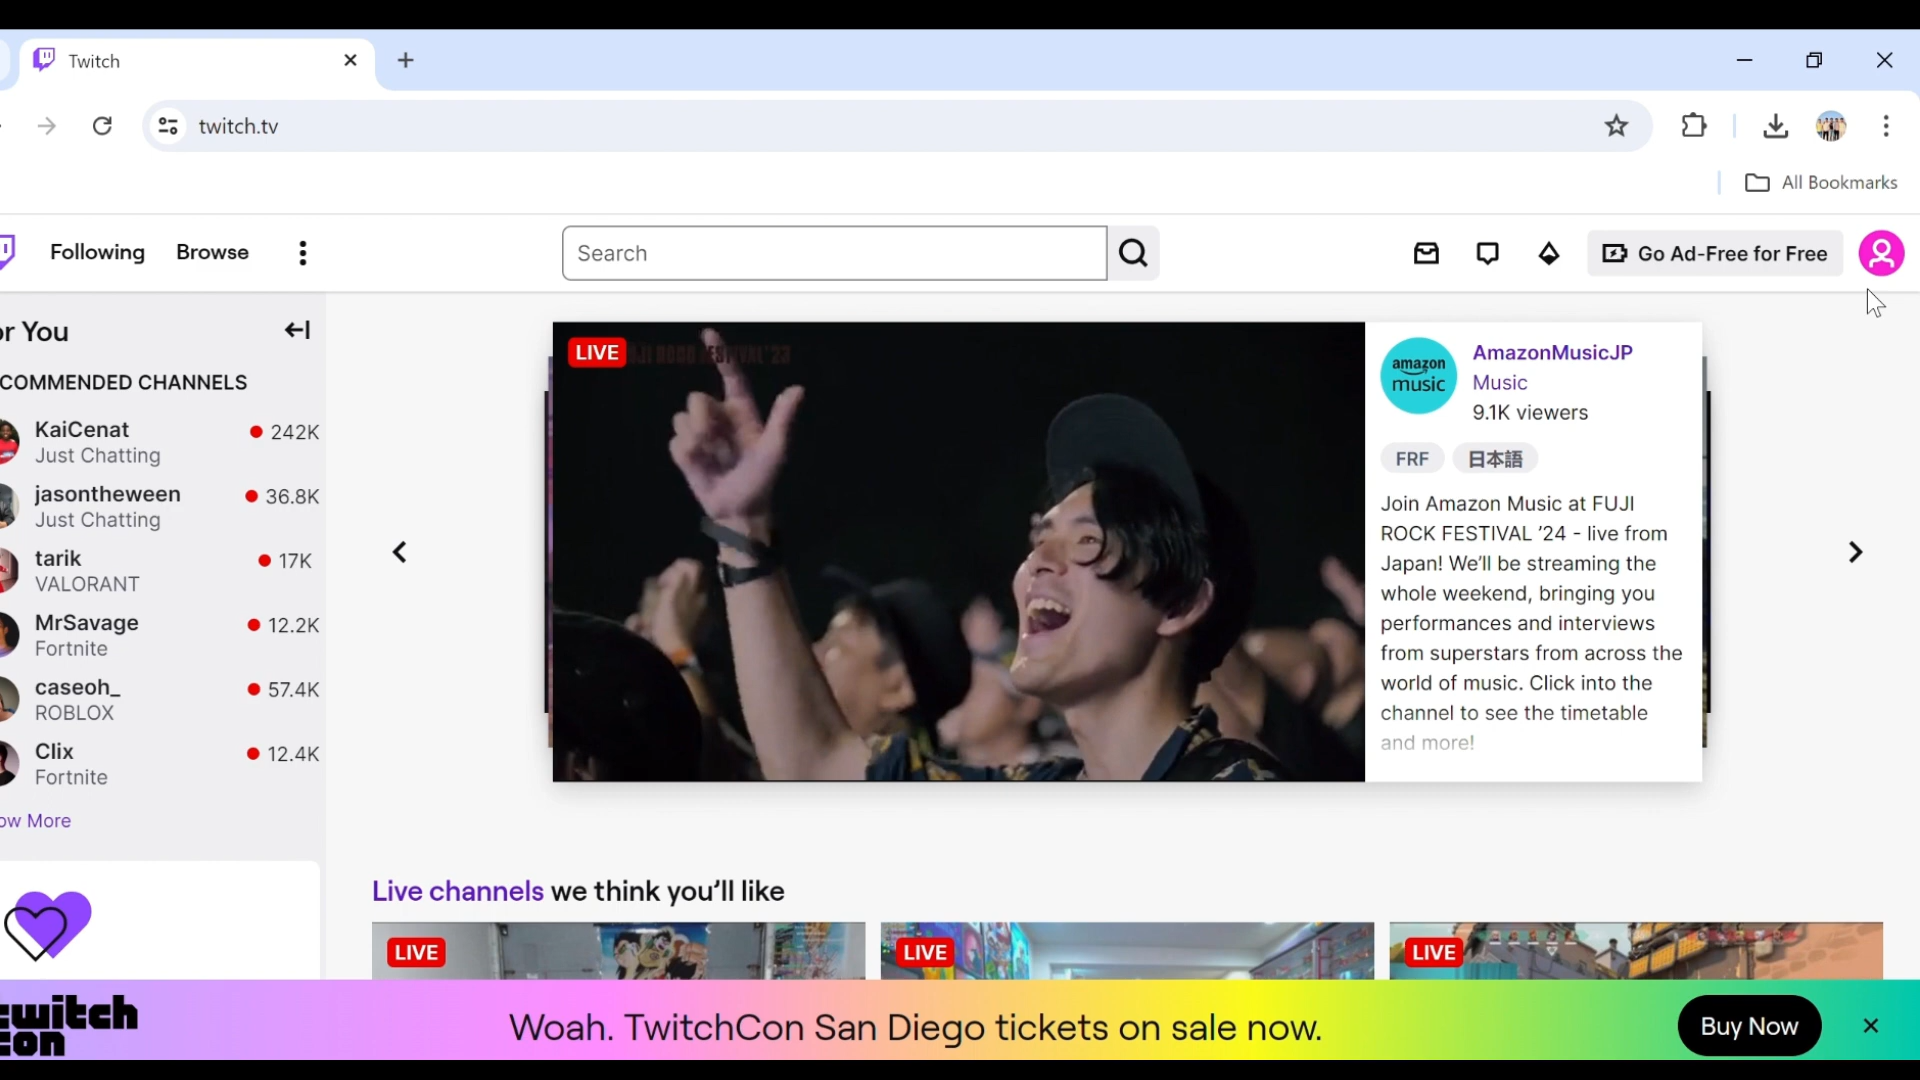 Twitch
twitch.tv
All Bookmarks
Following
Browse
Search
Go Ad-Free for Free
or You
COMMENDED CHANNELS
KaiCenat
242K
Just Chatting
jasontheween
36.8K
Just Chatting
tarik
17K
VALORANT
MrSavage
12.2K
Fortnite
caseoh_
57.4K
ROBLOX
Clix
12.4K
Fortnite
ow More
LIVE
FUJI ROCK FESTIVAL'23
amazon music
AmazonMusicJP
Music
9.1K viewers
FRF
日本語
Join Amazon Music at FUJI
ROCK FESTIVAL ’24 - live from
Japan! We’ll be streaming the
whole weekend, bringing you
performances and interviews
from superstars from across the
world of music. Click into the
channel to see the timetable
and more!
Live channels we think you’ll like
LIVE
LIVE
LIVE
twitch
con
Woah. TwitchCon San Diego tickets on sale now.
Buy Now